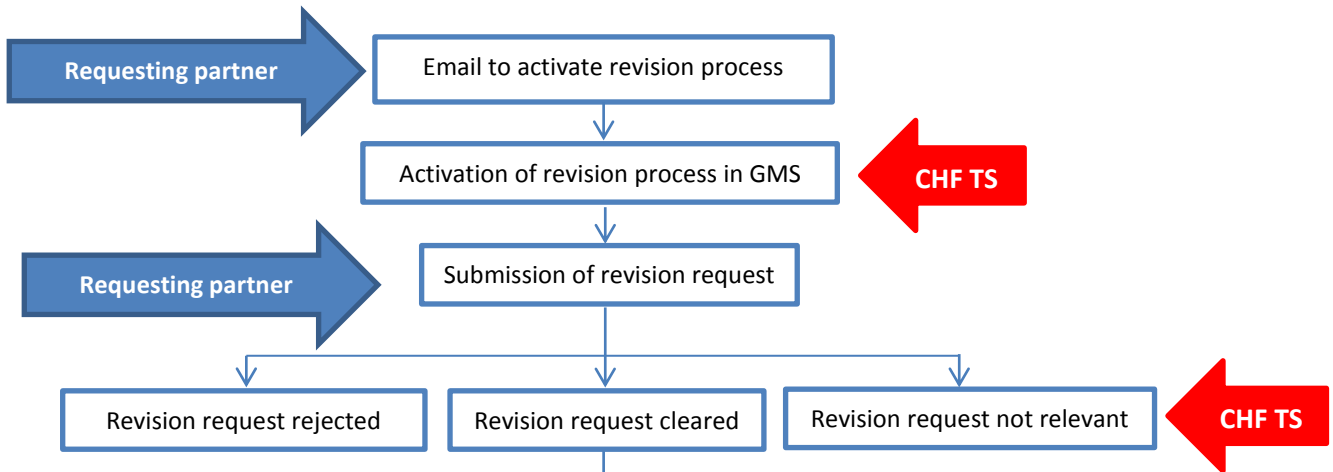 Requesting partner
Email to activate revision process
Activation of revision process in GMS
CHF TS
Requesting partner
Submission of revision request
Revision request rejected
Revision request cleared
Revision request not relevant
CHF TS